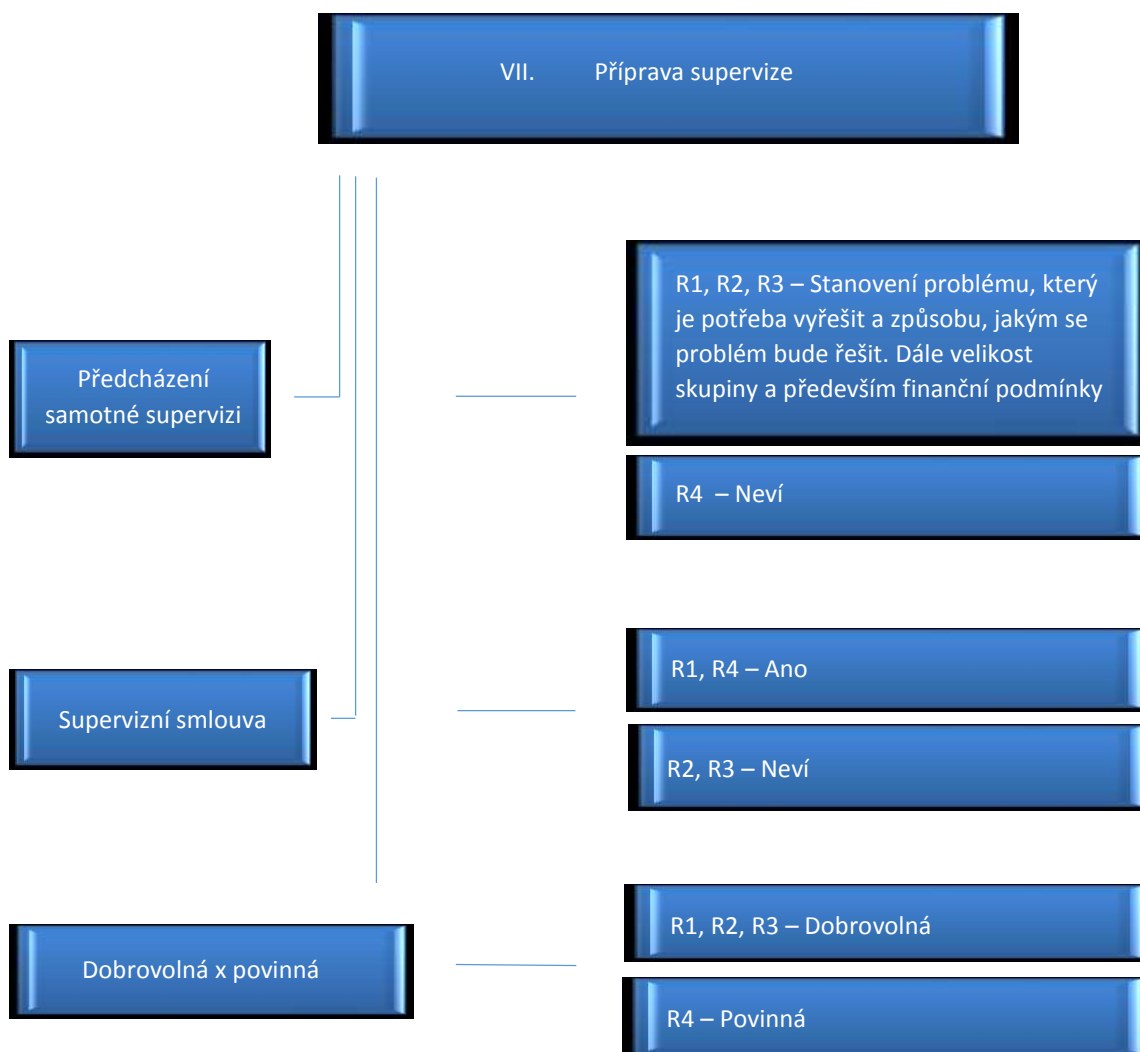 VII. Příprava supervize
Předcházení
samotné supervizi
R1, R2, R3 – Stanovení problému, který
je potřeba vyřešit a způsobu, jakým se
problém bude řešit. Dále velikost
skupiny a především finanční podmínky
R4 – Neví
Supervizní smlouva
R1, R4 – Ano
R2, R3 – Neví
Dobrovolná x povinná
R1, R2, R3 – Dobrovolná
R4 – Povinná